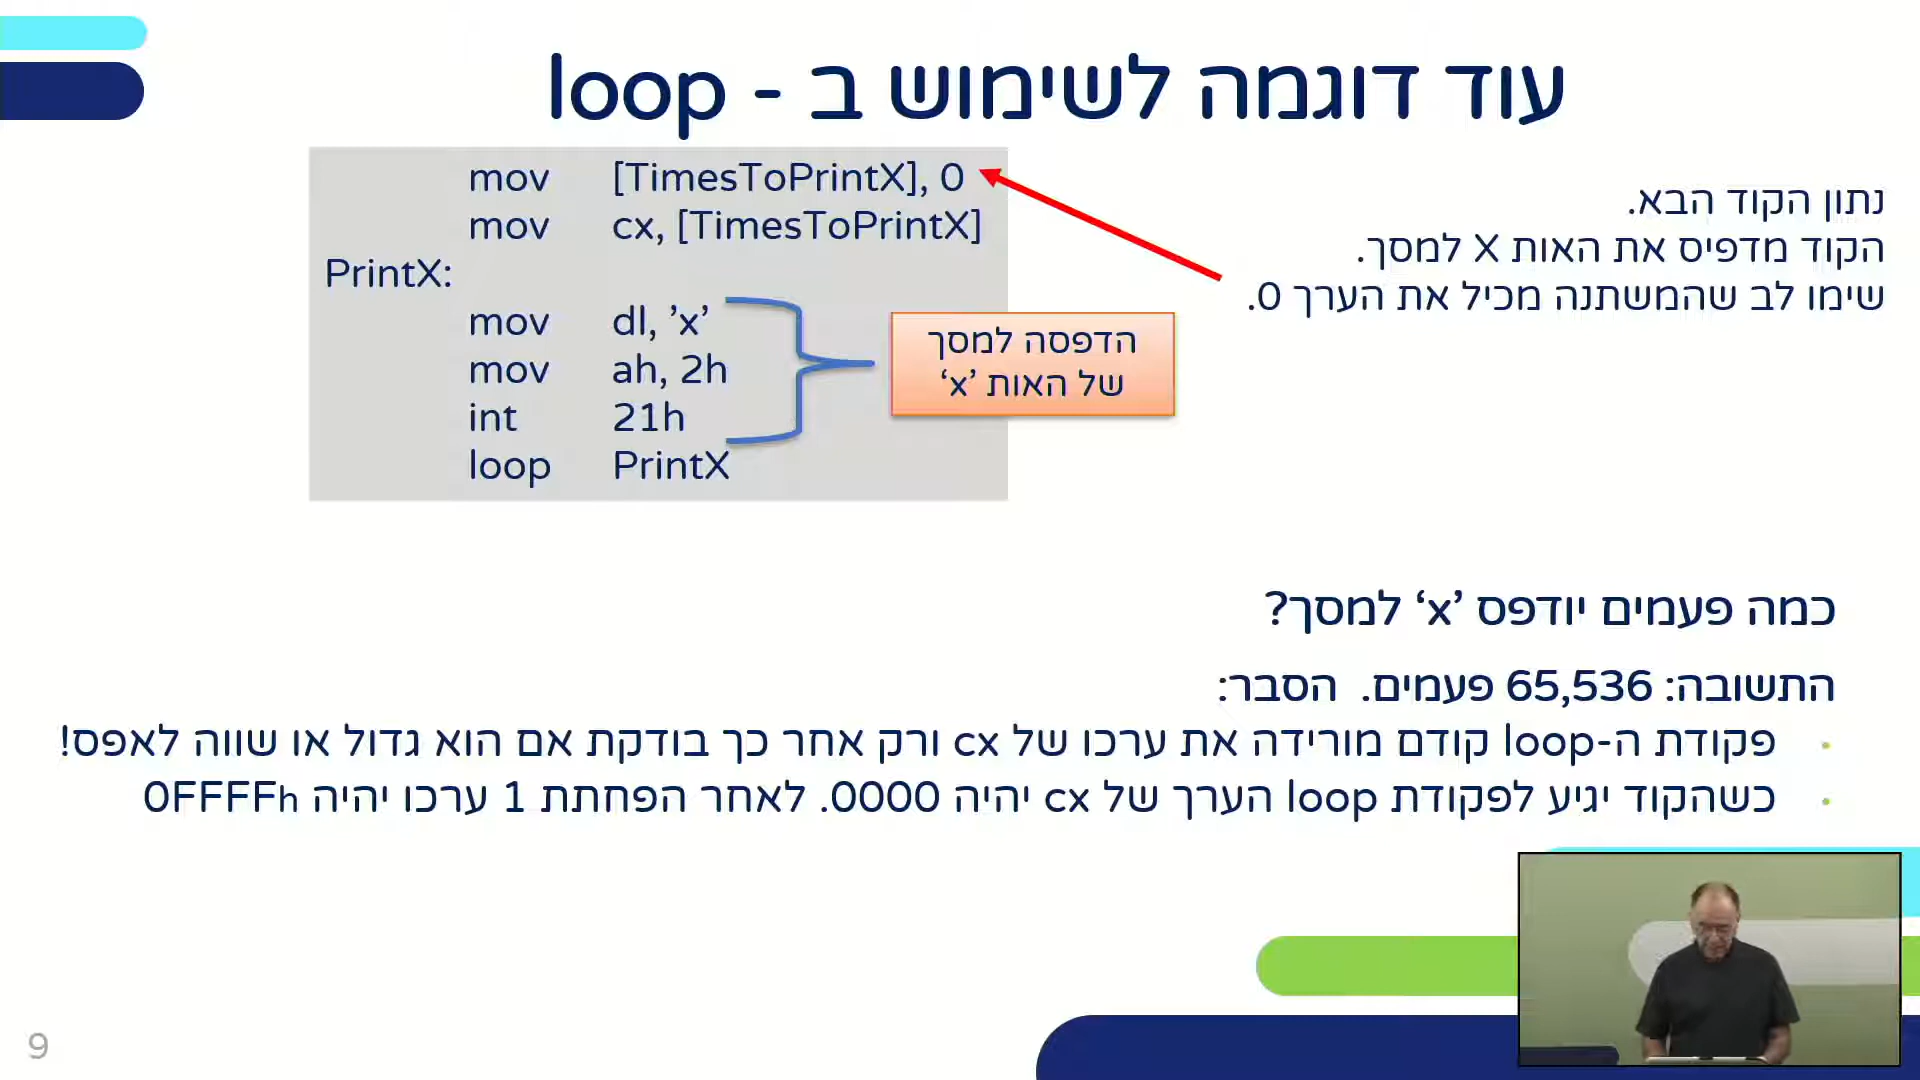 עוד דוגמה לשימוש ב - loop
נתון הקוד הבא.
הקוד מדפיס את האות X למסך.
שימו לב שהמשתנה מכיל את הערך 0.
mov [TimesToPrintX], 0
mov cx, [TimesToPrintX]
PrintX:
mov dl, ’x’
mov ah, 2h
int 21h
loop PrintX
הדפסה למסך
של האות ’x‘
כמה פעמים יודפס ’x‘ למסך?
התשובה: 65,536 פעמים. הסבר:
• פקודת ה-loop קודם מורידה את ערכו של cx ורק אחר כך בודקת אם הוא גדול או שווה לאפס!
• כשהקוד יגיע לפקודת loop הערך של cx יהיה 0000. לאחר הפחתת 1 ערכו יהיה 0FFFFh
9